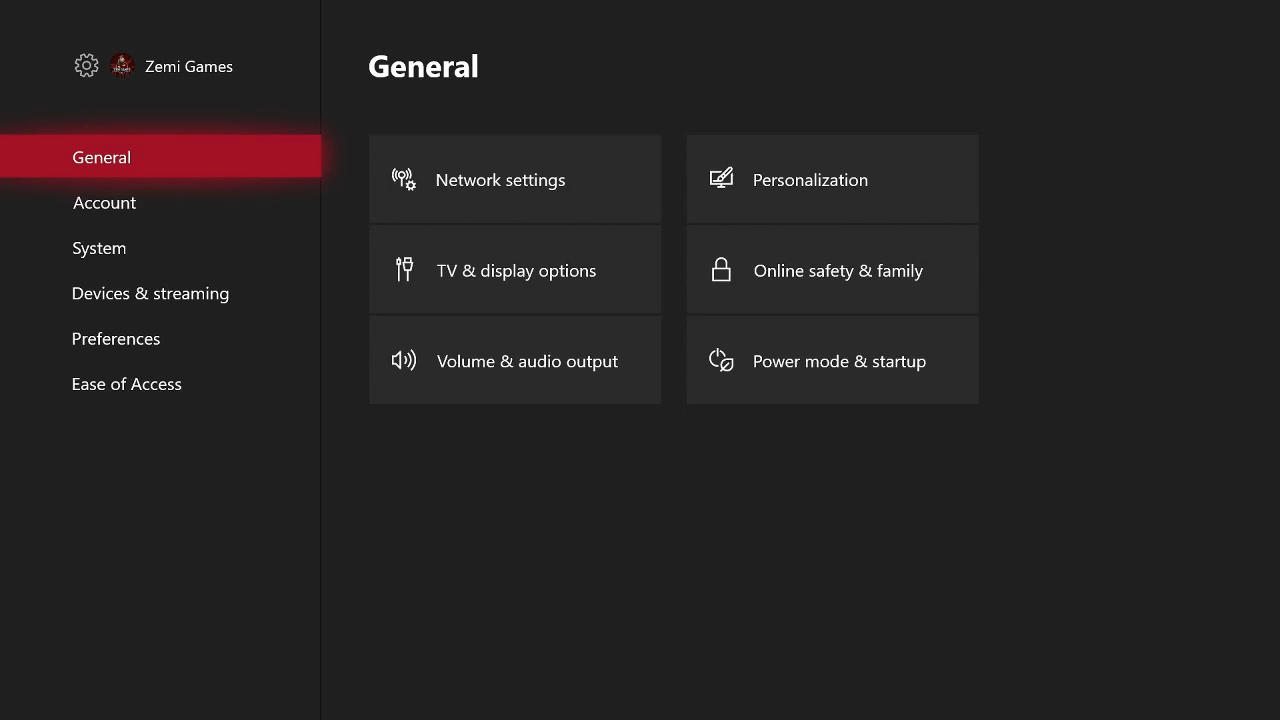 Zemi Games
General
Account
System
Devices & streaming
Preferences
Ease of Access
General
Network settings
Personalization
TV & display options
Online safety & family
Volume & audio output
Power mode & startup